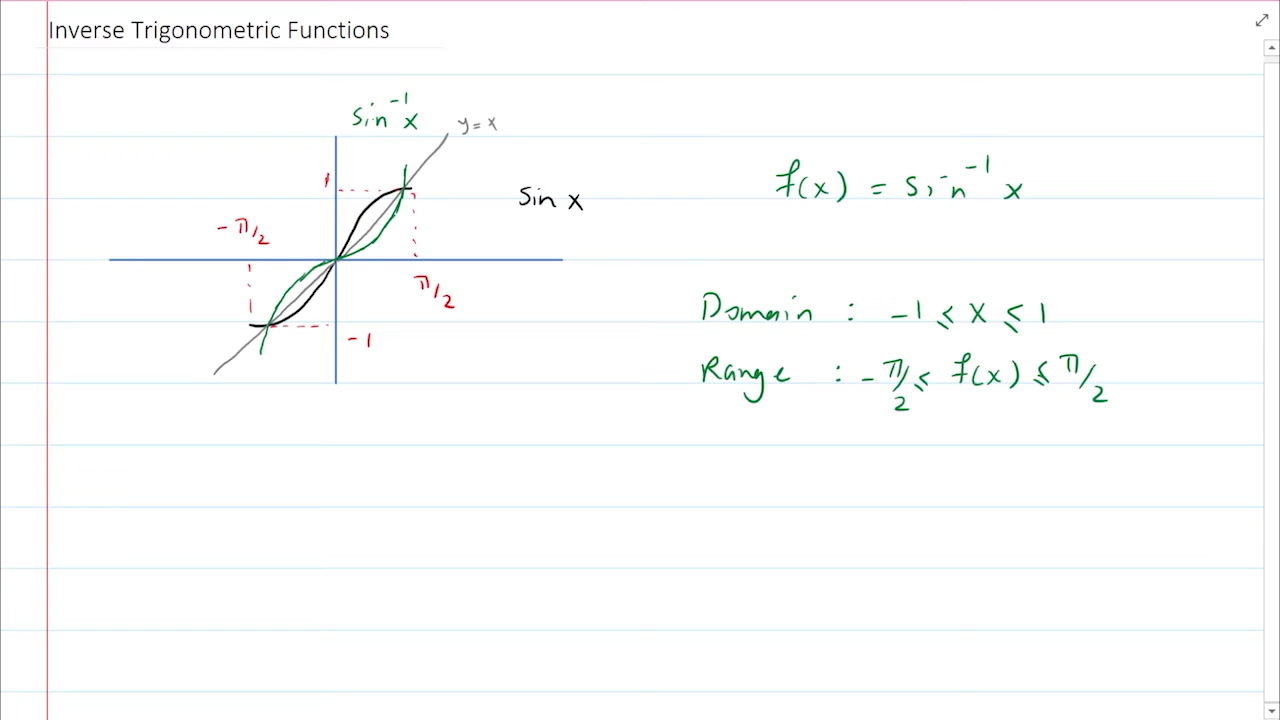 Inverse Trigonometric Functions
sin⁻¹ x
y = x
1
sin x
f(x) = sin⁻¹ x
-π/2
π/2
Domain : -1 ≤ x ≤ 1
-1
Range : -π/2 ≤ f(x) ≤ π/2